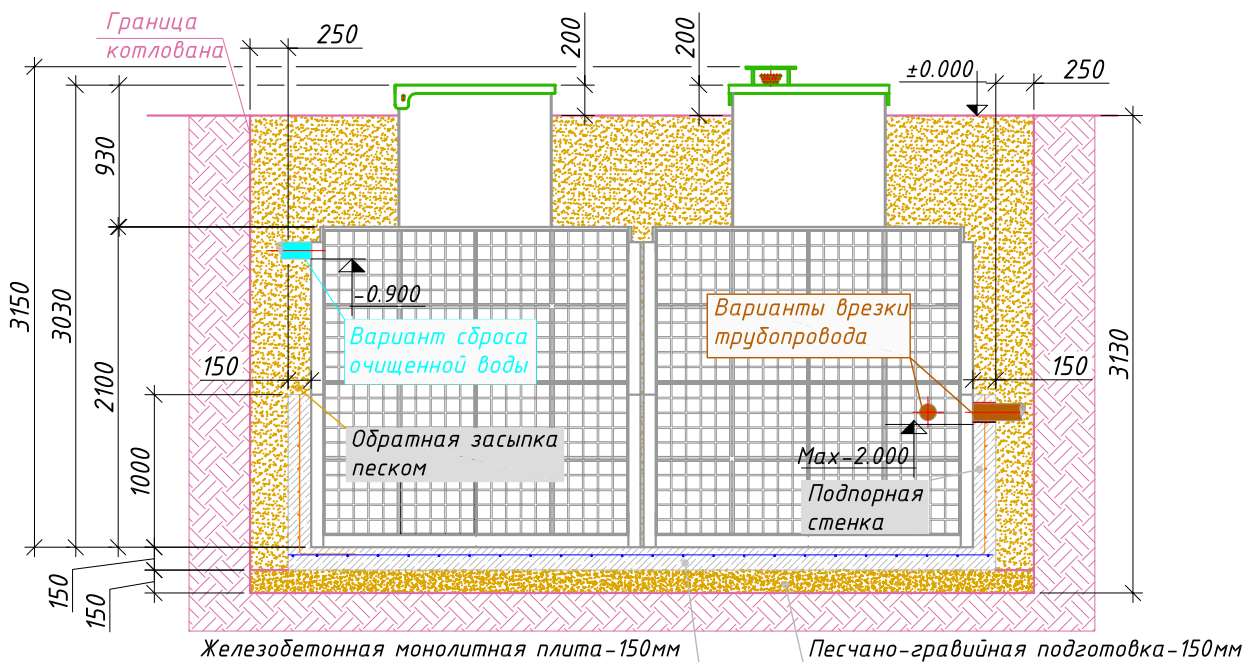 Граница
котлована
250
200
200
±0.000
250
930
3150
3030
2100
1000
150
150
150
-0.900
Вариант сброса
очищенной воды
Варианты врезки
трубопровода
150
3130
Обратная засыпка
песком
Max-2.000
Подпорная
стенка
Железобетонная монолитная плита-150мм
Песчано-гравийная подготовка-150мм